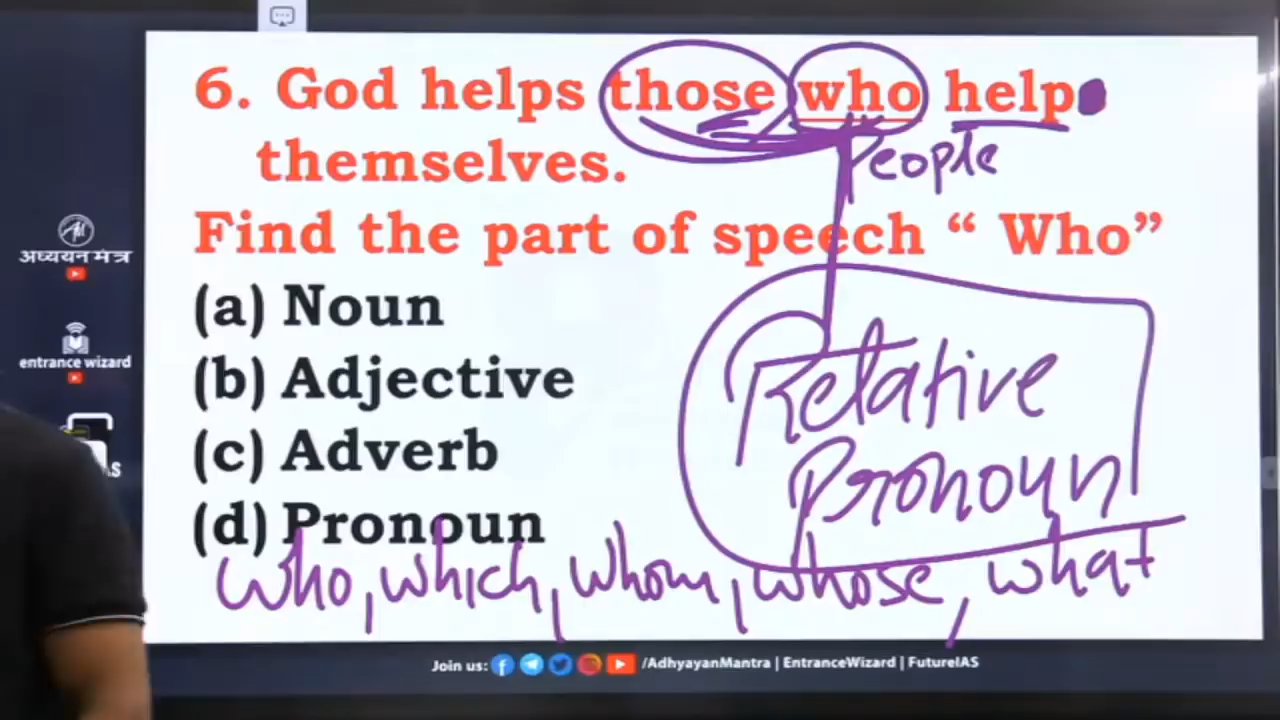 6. God helps those who help
People
themselves.
Find the part of speech “ Who”
(a) Noun
(b) Adjective
(c) Adverb
(d) Pronoun
Relative
Pronoun
who, which, whom, whose, what
अध्ययन मंत्र
entrance wizard
AS
Join us: /AdhyayanMantra | EntranceWizard | FutureIAS